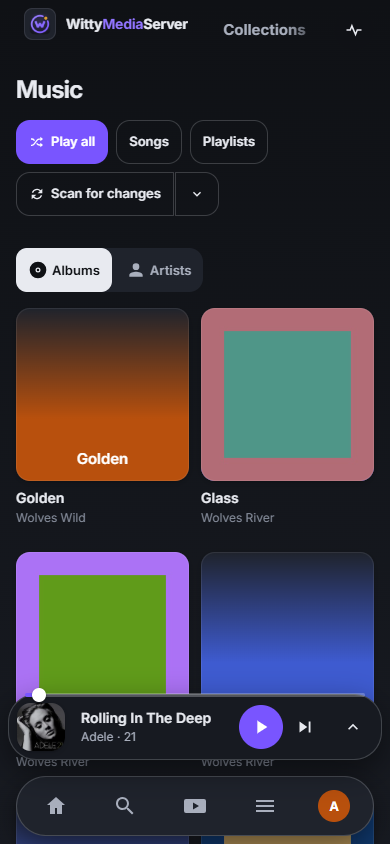 WittyMediaServer
Collections
Music
Play all
Songs
Playlists
Scan for changes
Albums
Artists
Golden
Golden
Wolves Wild
Glass
Wolves River
Rolling In The Deep
Adele · 21
ADELE
Wolves River
Wolves River
A